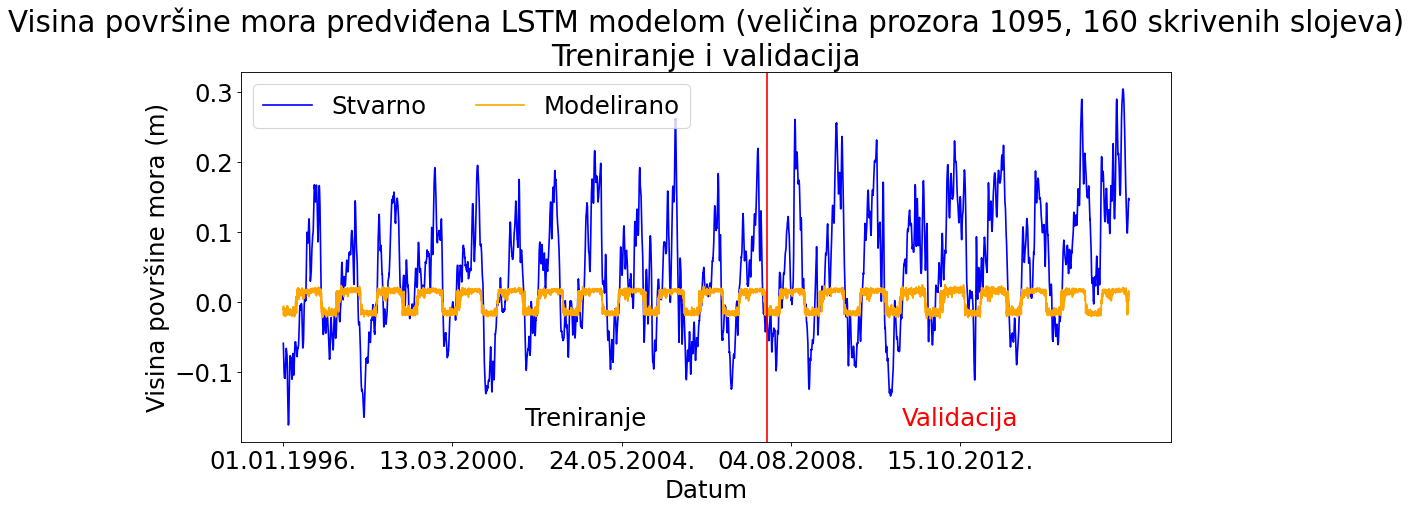 Visina površine mora predviđena LSTM modelom (veličina prozora 1095, 160 skrivenih slojeva)
Treniranje i validacija
Stvarno
Modelirano
Visina površine mora (m)
0.3
0.2
0.1
0.0
−0.1
Treniranje
Validacija
01.01.1996.
13.03.2000.
24.05.2004.
04.08.2008.
15.10.2012.
Datum